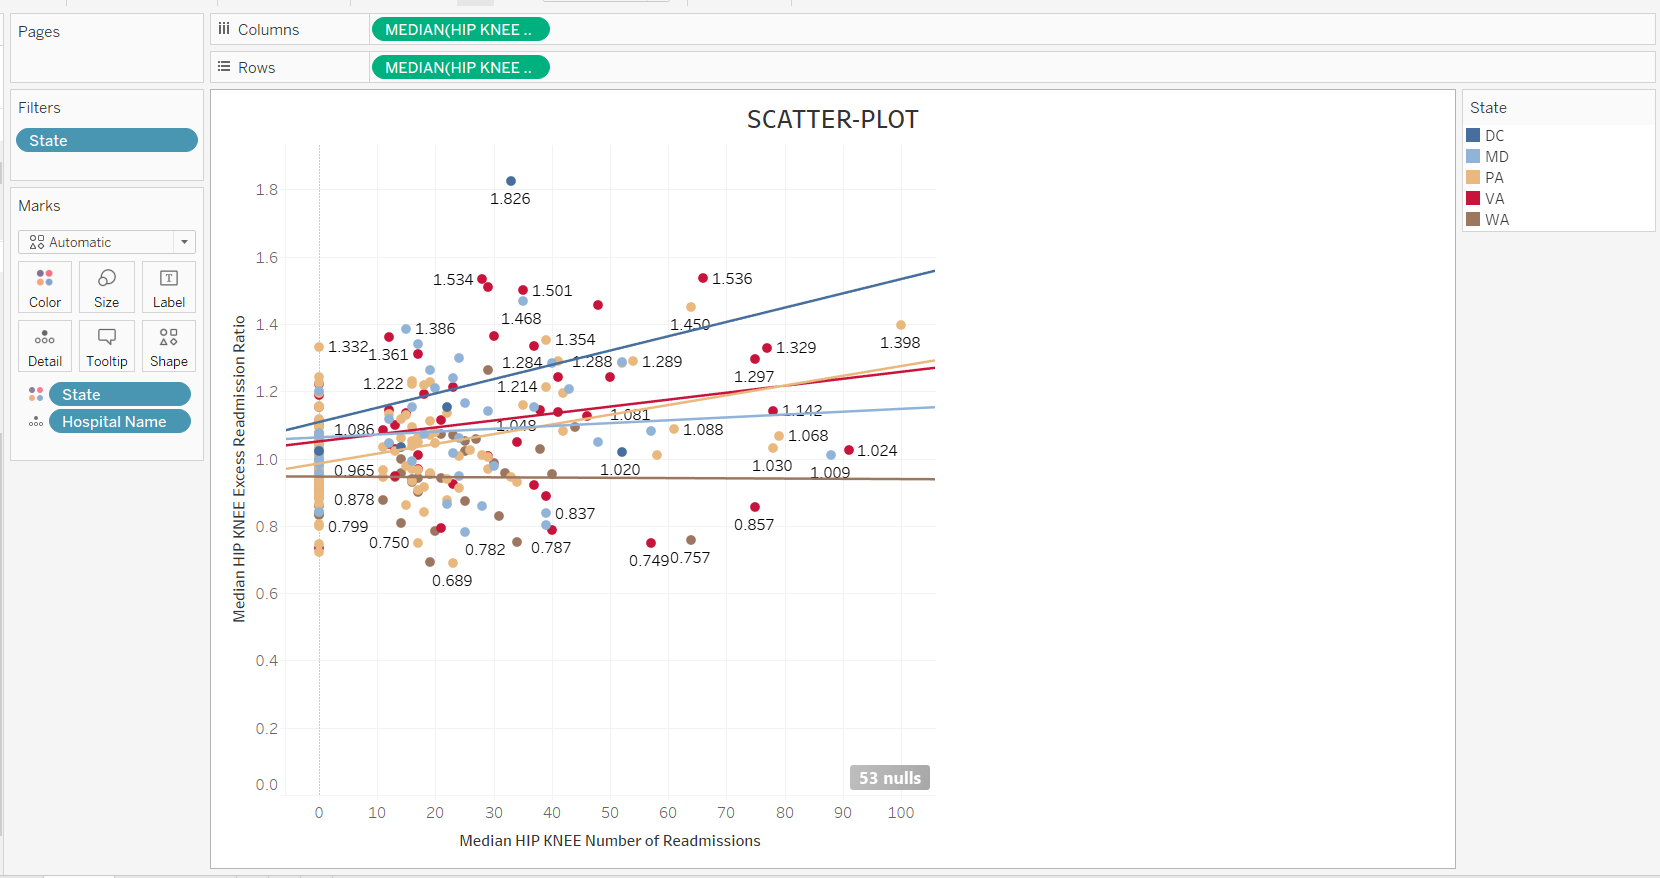 Pages
Columns
MEDIAN(HIP KNEE ..
Rows
MEDIAN(HIP KNEE ..
Filters
State
Marks
Automatic
Color
Size
Label
Detail
Tooltip
Shape
State
Hospital Name
SCATTER-PLOT
Median HIP KNEE Excess Readmission Ratio
1.8
1.6
1.4
1.2
1.0
0.8
0.6
0.4
0.2
0.0
1.826
1.534
1.501
1.536
1.468
1.450
1.386
1.354
1.398
1.332
1.361
1.284
1.288
1.289
1.329
1.297
1.222
1.214
1.081
1.142
1.086
1.048
1.088
1.068
1.024
0.965
1.020
1.030
1.009
0.878
0.837
0.799
0.857
0.750
0.782
0.787
0.749
0.757
0.689
53 nulls
0 10 20 30 40 50 60 70 80 90 100
Median HIP KNEE Number of Readmissions
State
DC
MD
PA
VA
WA